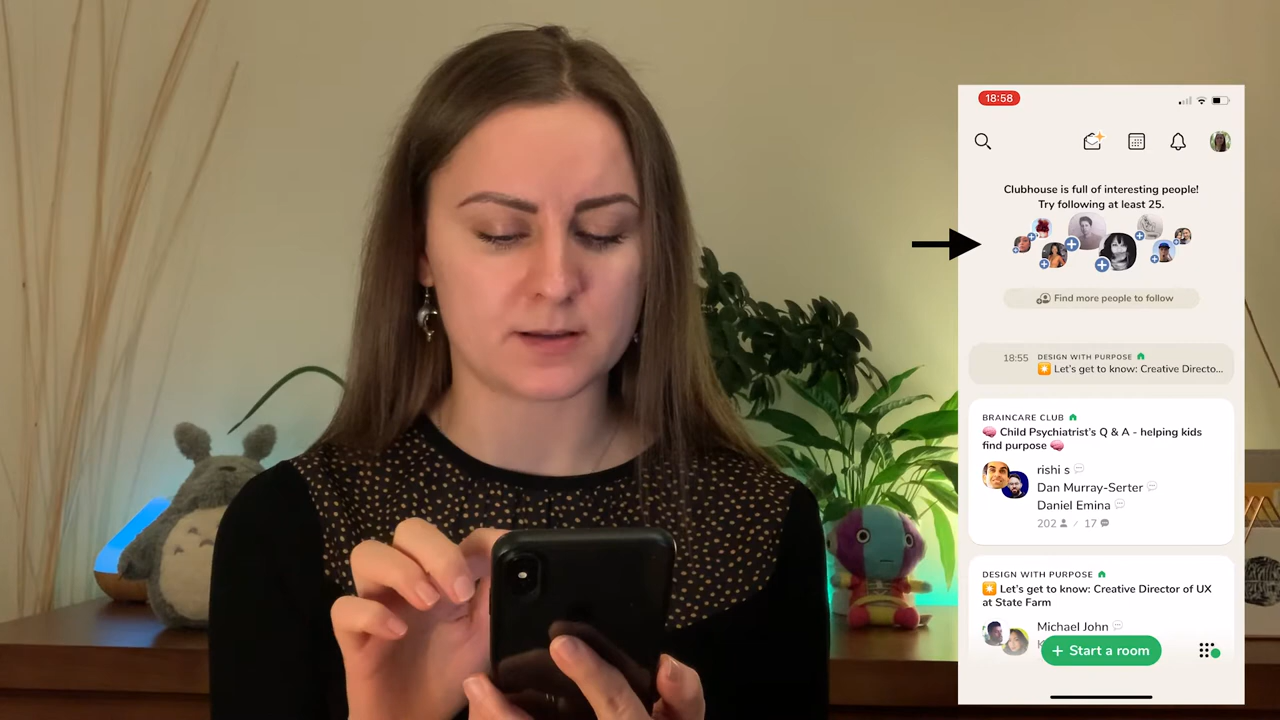 18:58
Clubhouse is full of interesting people!
Try following at least 25.
Find more people to follow
18:55 DESIGN WITH PURPOSE
Let's get to know: Creative Directo...
BRAINCARE CLUB
Child Psychiatrist's Q & A - helping kids
find purpose
rishi s
Dan Murray-Serter
Daniel Emina
202 / 17
DESIGN WITH PURPOSE
Let's get to know: Creative Director of UX
at State Farm
Michael John
+ Start a room